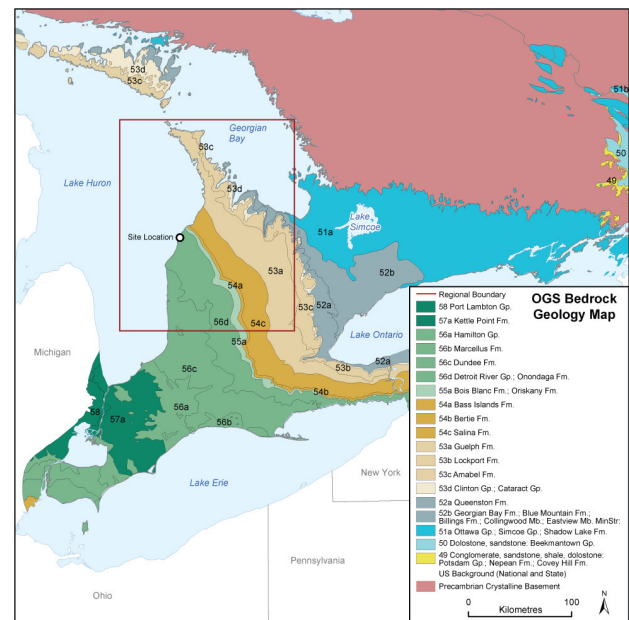 53d
53c
51b
Georgian
Bay
50
53c
49
Lake Huron
53d
Lake
Simcoe
51a
Site Location
52b
53a
54a
52a
53c
56d
54c
55a
Lake Ontario
Michigan
53b
52a
56c
54b
58
57a
56a
56b
Lake Erie
New York
Pennsylvania
Ohio
OGS Bedrock
Geology Map
Regional Boundary
58 Port Lambton Gp.
57a Kettle Point Fm.
56a Hamilton Gp.
56b Marcellus Fm.
56c Dundee Fm.
56d Detroit River Gp.; Onondaga Fm.
55a Bois Blanc Fm.; Oriskany Fm.
54a Bass Islands Fm.
54b Bertie Fm.
54c Salina Fm.
53a Guelph Fm.
53b Lockport Fm.
53c Amabel Fm.
53d Clinton Gp.; Cataract Gp.
52a Queenston Fm.
52b Georgian Bay Fm.; Blue Mountain Fm.;
Billings Fm.; Collingwood Mb.; Eastview Mb. MinStr:
51a Ottawa Gp.; Simcoe Gp.; Shadow Lake Fm.
50 Dolostone, sandstone: Beekmantown Gp.
49 Conglomerate, sandstone, shale, dolostone:
Potsdam Gp.; Nepean Fm.; Covey Hill Fm.
US Background (National and State)
Precambrian Crystalline Basement
0 100
Kilometres
N